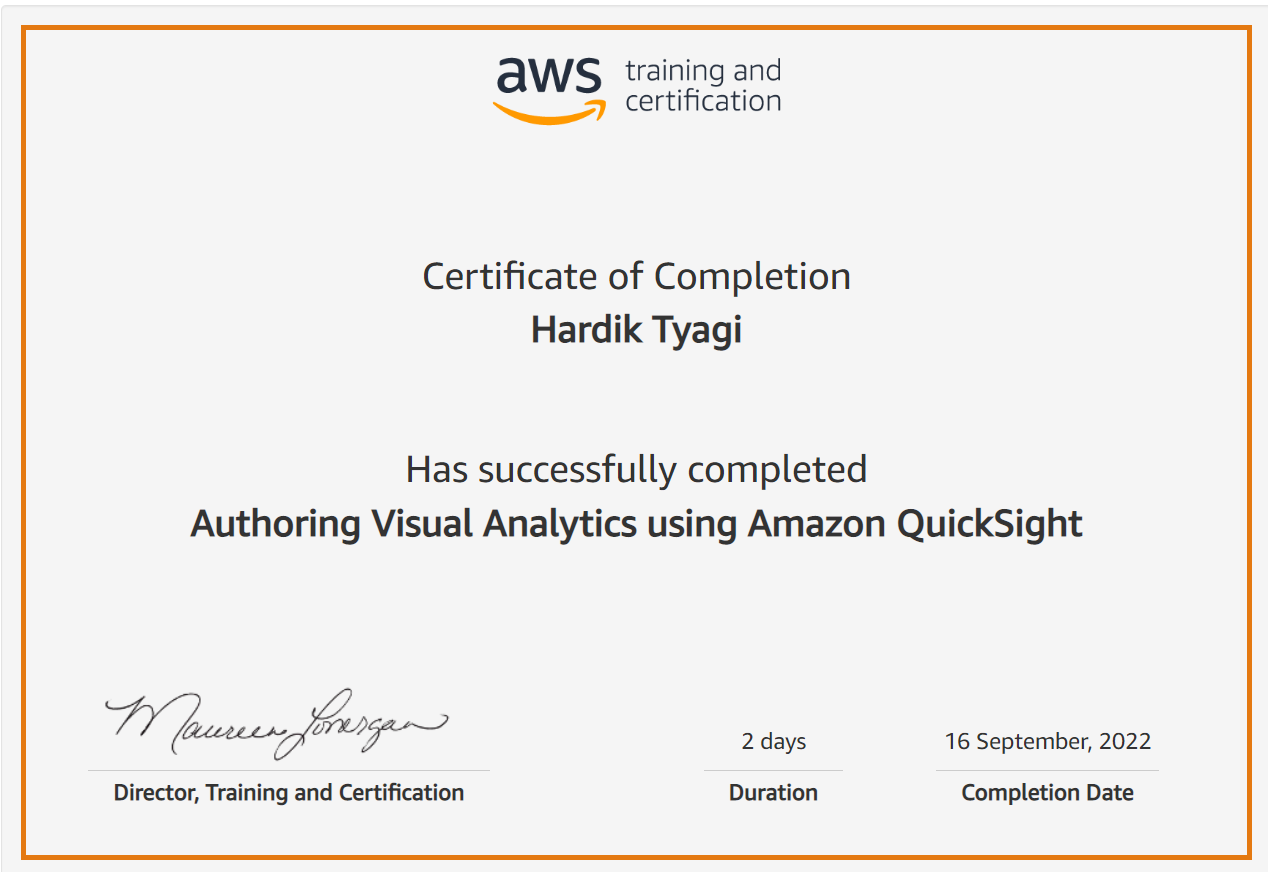 aws training and
certification
Certificate of Completion
Hardik Tyagi
Has successfully completed
Authoring Visual Analytics using Amazon QuickSight
Maureen Lonergan
2 days
16 September, 2022
Director, Training and Certification
Duration
Completion Date